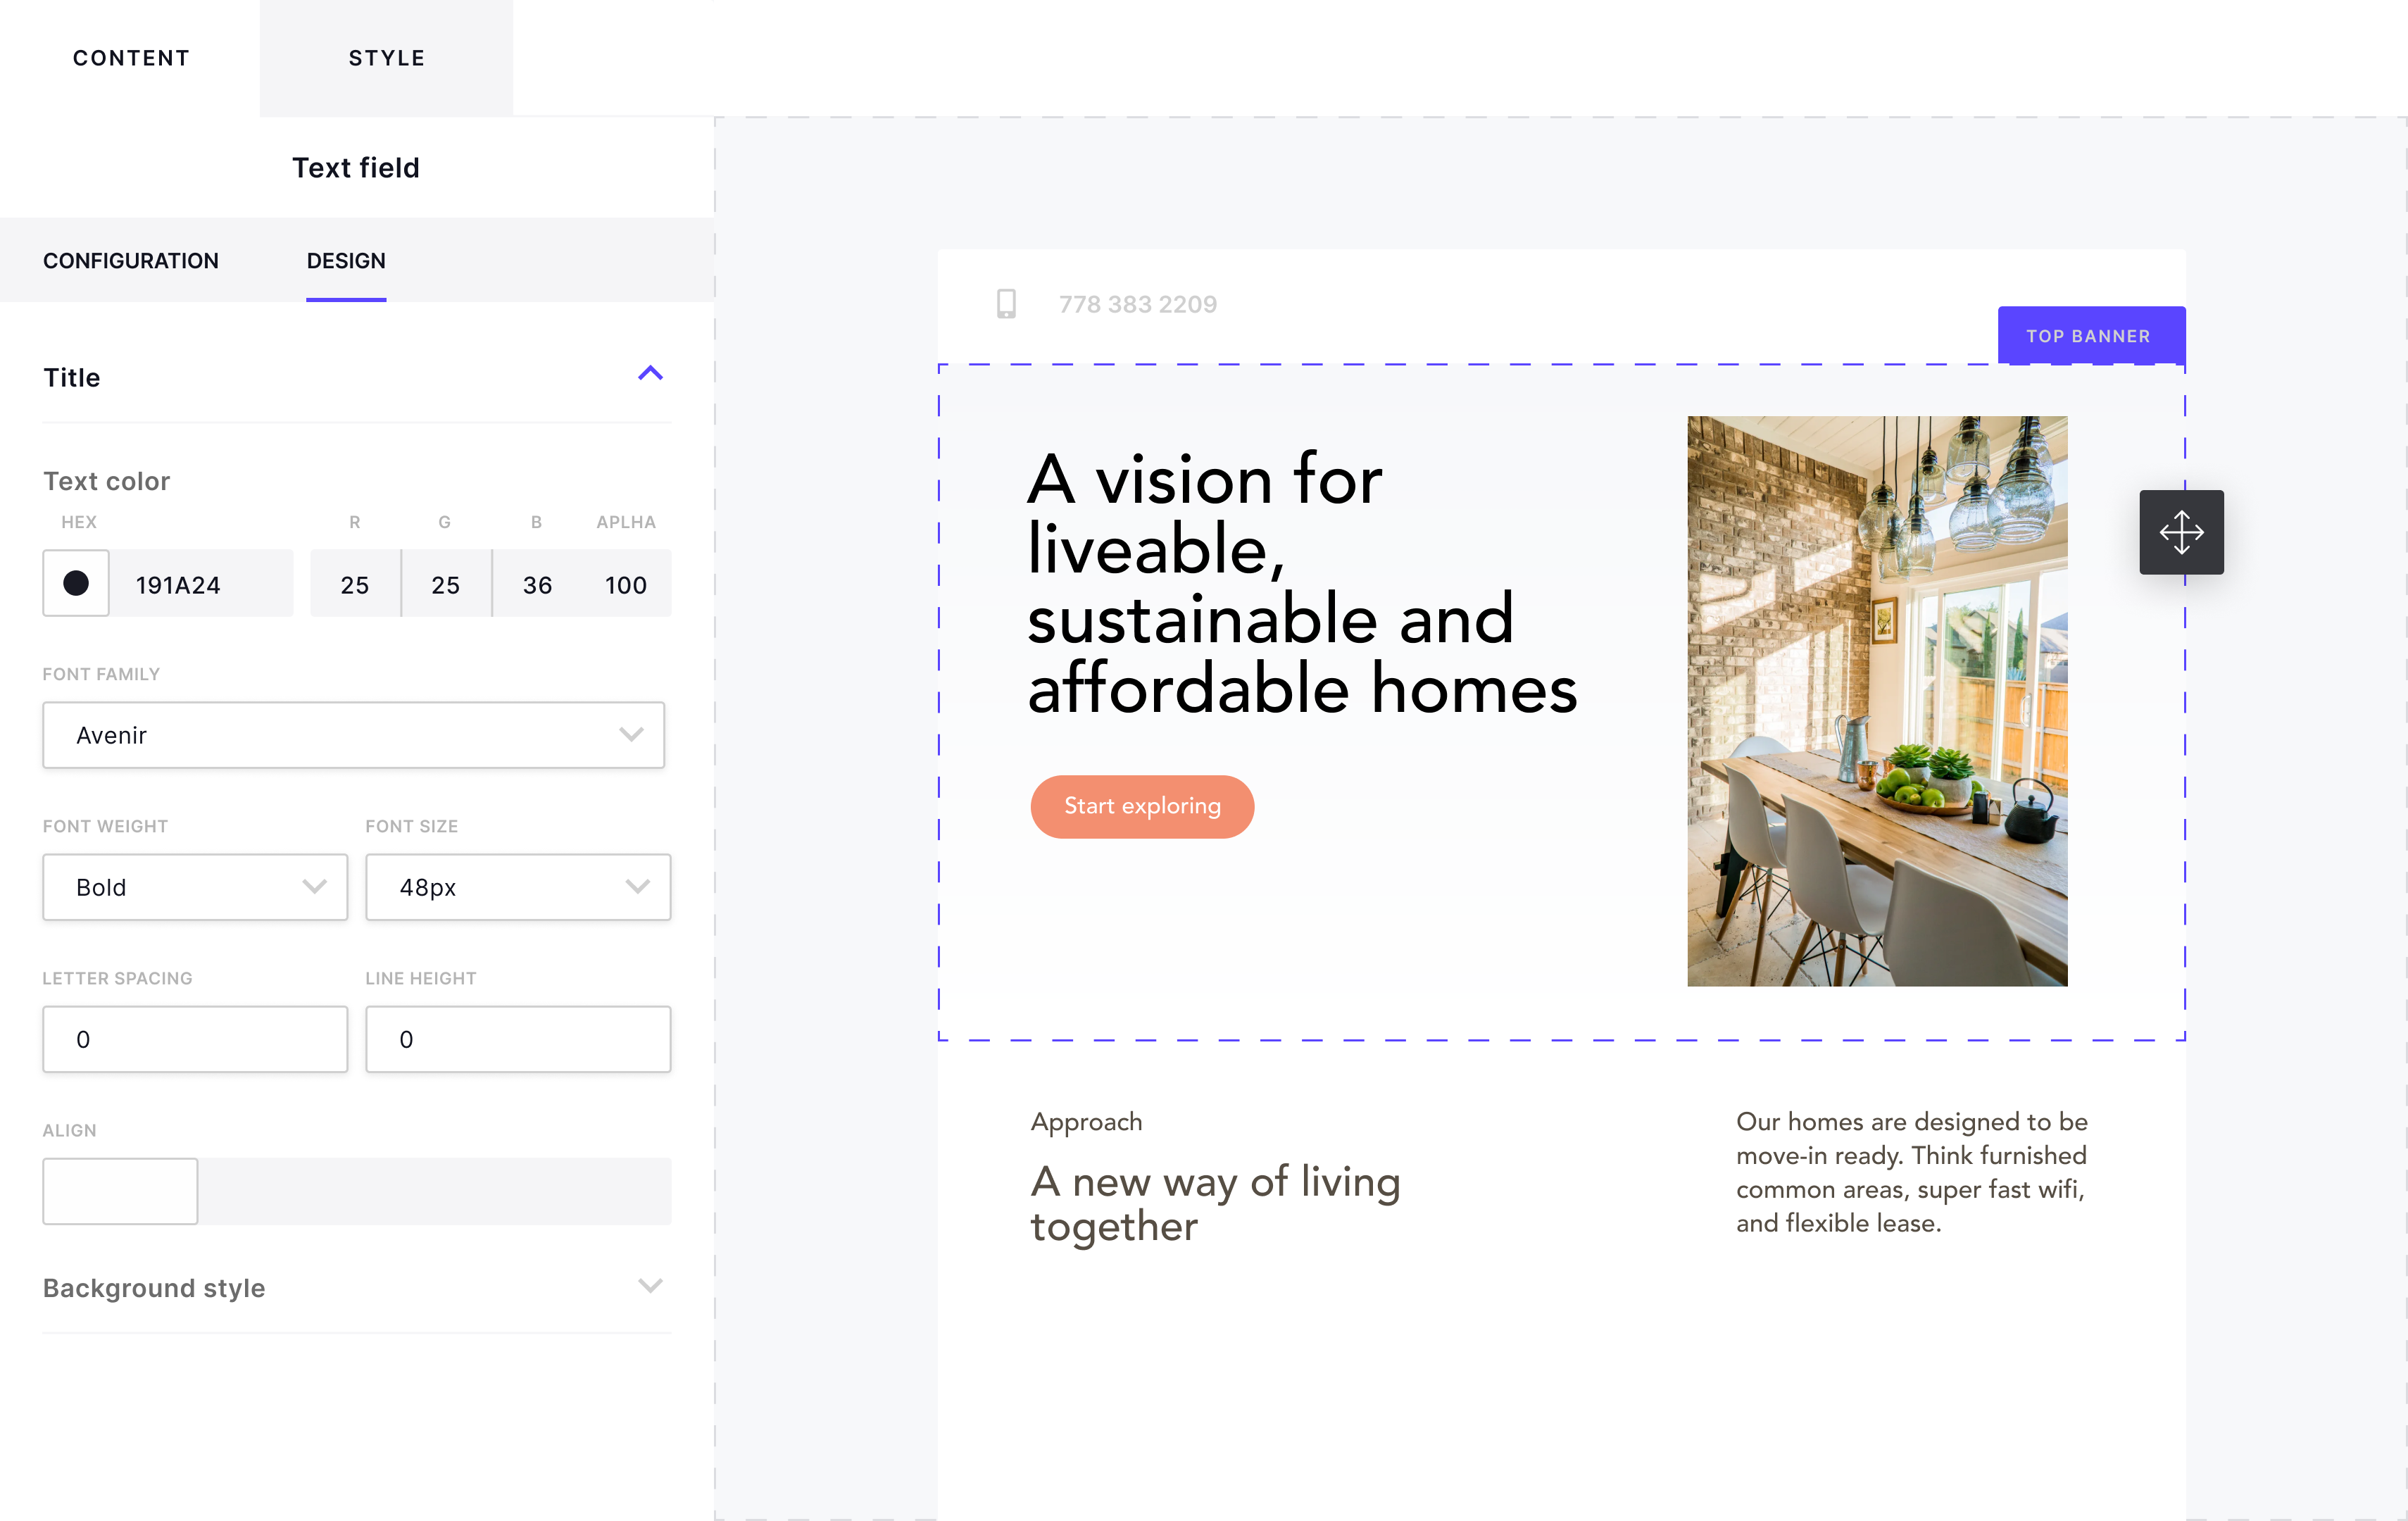 CONTENT
STYLE
Text field
CONFIGURATION
DESIGN
Title
Text color
HEX
R
G
B
APLHA
191A24
25
25
36
100
FONT FAMILY
Avenir
FONT WEIGHT
FONT SIZE
Bold
48px
LETTER SPACING
LINE HEIGHT
0
0
ALIGN
Background style
778 383 2209
TOP BANNER
A vision for
liveable,
sustainable and
affordable homes
Start exploring
Approach
A new way of living
together
Our homes are designed to be
move-in ready. Think furnished
common areas, super fast wifi,
and flexible lease.